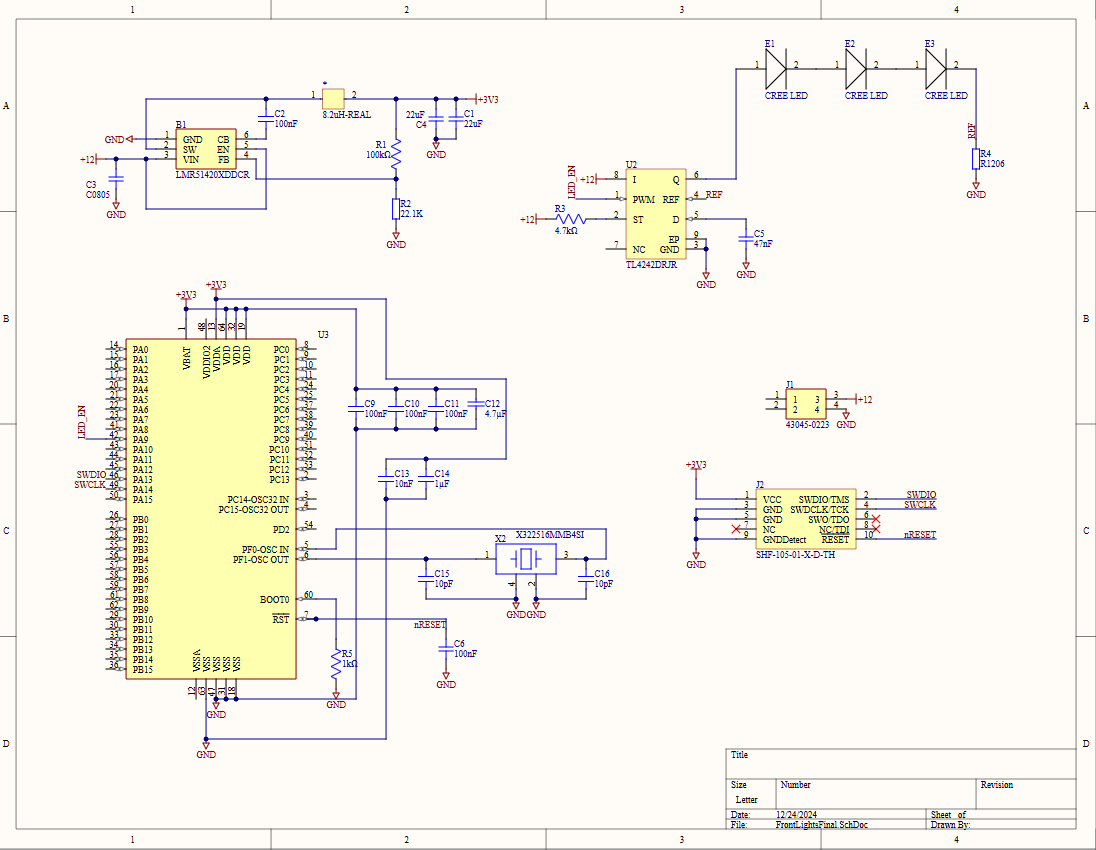 1 2 3 4
A A
B B
C C
D D
1 2 3 4
B1
GND
+12
1 GND CB 6
2 SW EN 5
3 VIN FB 4
LMR51420XDDCR
C3
C0805
GND
C2
100nF
*
1 2
8.2uH-REAL
+3V3
22uF
C4
C1
22uF
GND
R1
100kΩ
R2
22.1K
GND
E1
1 2
CREE LED
E2
1 2
CREE LED
E3
1 2
CREE LED
REF
R4
R1206
GND
U2
LED_EN
+12
8 I Q 6
1 PWM REF 4 REF
2 ST D 5
EP 9
7 NC GND 3
TL4242DRJR
+12
R3
4.7kΩ
C5
47nF
GND
GND
+3V3
+3V3
U3
1 48 13 64 32 19
VBAT VDDIO2 VDDA VDD VDD VDD
14 PA0
15 PA1
16 PA2
17 PA3
20 PA4
21 PA5
22 PA6
23 PA7
41 PA8
42 PA9
43 PA10
44 PA11
45 PA12
46 PA13
49 PA14
50 PA15
LED_EN
SWDIO
SWCLK
26 PB0
27 PB1
28 PB2
55 PB3
56 PB4
57 PB5
58 PB6
59 PB7
61 PB8
62 PB9
29 PB10
30 PB11
33 PB12
34 PB13
35 PB14
36 PB15
PC0 8
PC1 9
PC2 10
PC3 11
PC4 24
PC5 25
PC6 37
PC7 38
PC8 39
PC9 40
PC10 51
PC11 52
PC12 53
PC13 2
PC14-OSC32 IN 3
PC15-OSC32 OUT 4
PD2 54
PF0-OSC IN 5
PF1-OSC OUT 6
BOOT0 60
RST 7
VSSA VSS VSS VSS VSS
12 63 47 31 18
GND
GND
C9
100nF
C10
100nF
C11
100nF
C12
4.7µF
C13
10nF
C14
1µF
X2
X322516MMB4SI
1 3
4 2
C15
10pF
C16
10pF
GND GND
nRESET
C6
100nF
GND
R5
1kΩ
GND
J1
1 1 3 3 +12
2 2 4 4
43045-0223
GND
+3V3
J2
1 VCC SWDIO/TMS 2 SWDIO
3 GND SWDCLK/TCK 4 SWCLK
5 GND SWO/TDO 6
7 NC NC/TDI 8
9 GNDDetect RESET 10 nRESET
SHF-105-01-X-D-TH
GND
Title
Size Number Revision
Letter
Date: 12/24/2024 Sheet of
File: FrontLightsFinal.SchDoc Drawn By: